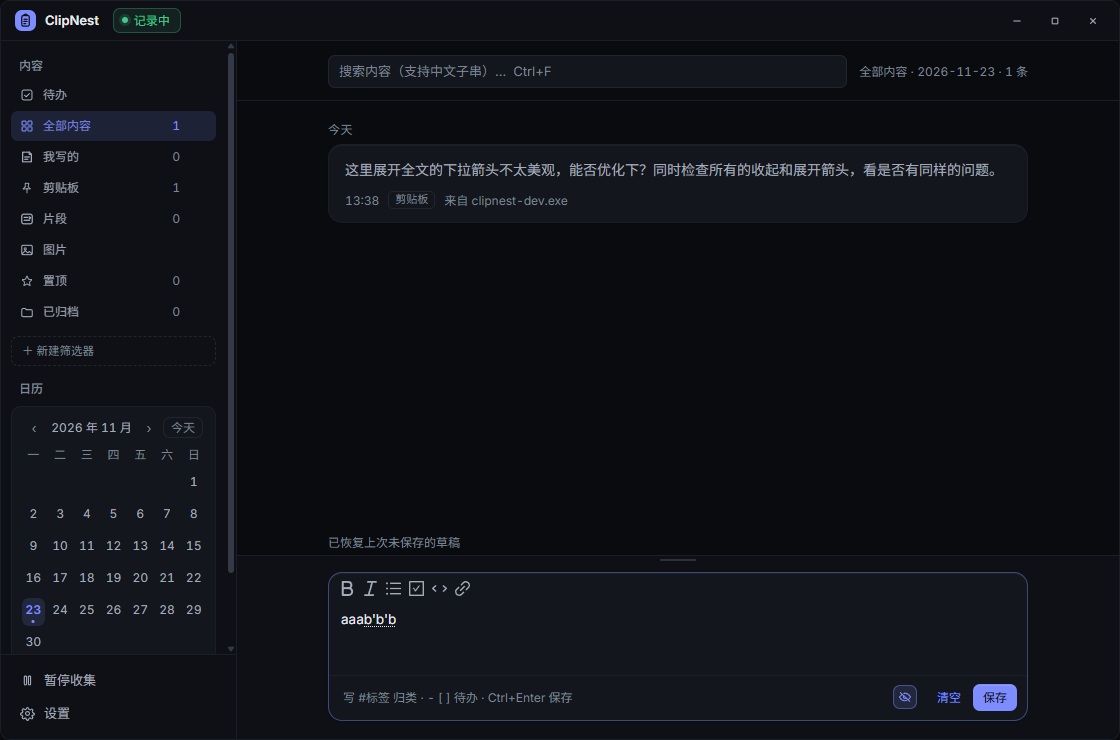 ClipNest
记录中
内容
待办
全部内容 1
我写的 0
剪贴板 1
片段 0
图片
置顶 0
已归档 0
+ 新建筛选器
日历
‹ 2026 年 11 月 › 今天
一 二 三 四 五 六 日
1
2 3 4 5 6 7 8
9 10 11 12 13 14 15
16 17 18 19 20 21 22
23 24 25 26 27 28 29
30
暂停收集
设置
搜索内容（支持中文子串）... Ctrl+F
全部内容 · 2026-11-23 · 1 条
今天
这里展开全文的下拉箭头不太美观，能否优化下？同时检查所有的收起和展开箭头，看是否有同样的问题。
13:38 剪贴板 来自 clipnest-dev.exe
已恢复上次未保存的草稿
B I
aaab'b'b
写 #标签 归类 · - [ ] 待办 · Ctrl+Enter 保存
清空 保存